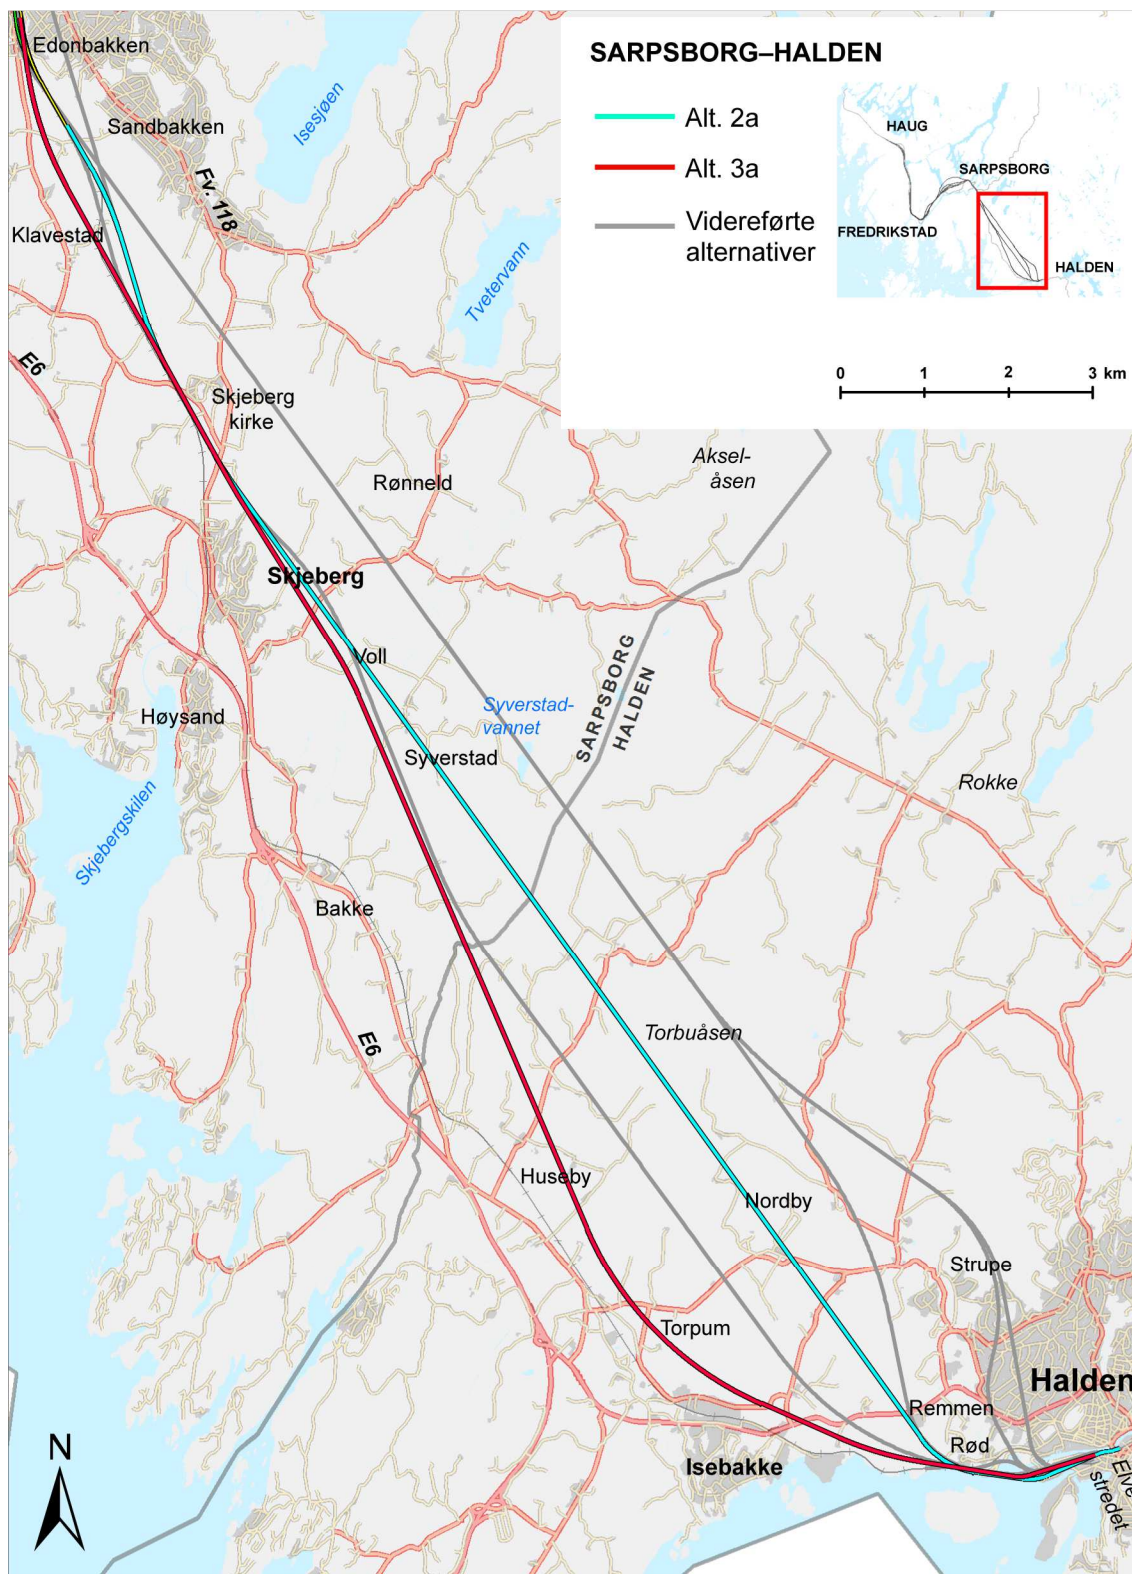 SARPSBORG–HALDEN
Alt. 2a
Alt. 3a
Videreførte
alternativer
HAUG
SARPSBORG
FREDRIKSTAD
HALDEN
0 1 2 3 km
Edonbakken
Sandbakken
Isesjøen
Fv. 118
Klavestad
Tvetervann
E6
Skjeberg
kirke
Rønneld
Aksel-
åsen
Skjeberg
Voll
SARPSBORG
HALDEN
Syverstad-
vannet
Høysand
Syverstad
Rokke
Skjebergskilen
Bakke
E6
Torbuåsen
Huseby
Nordby
Strupe
Torpum
Halden
Remmen
Rød
Isebakke
Elve
stredet
N